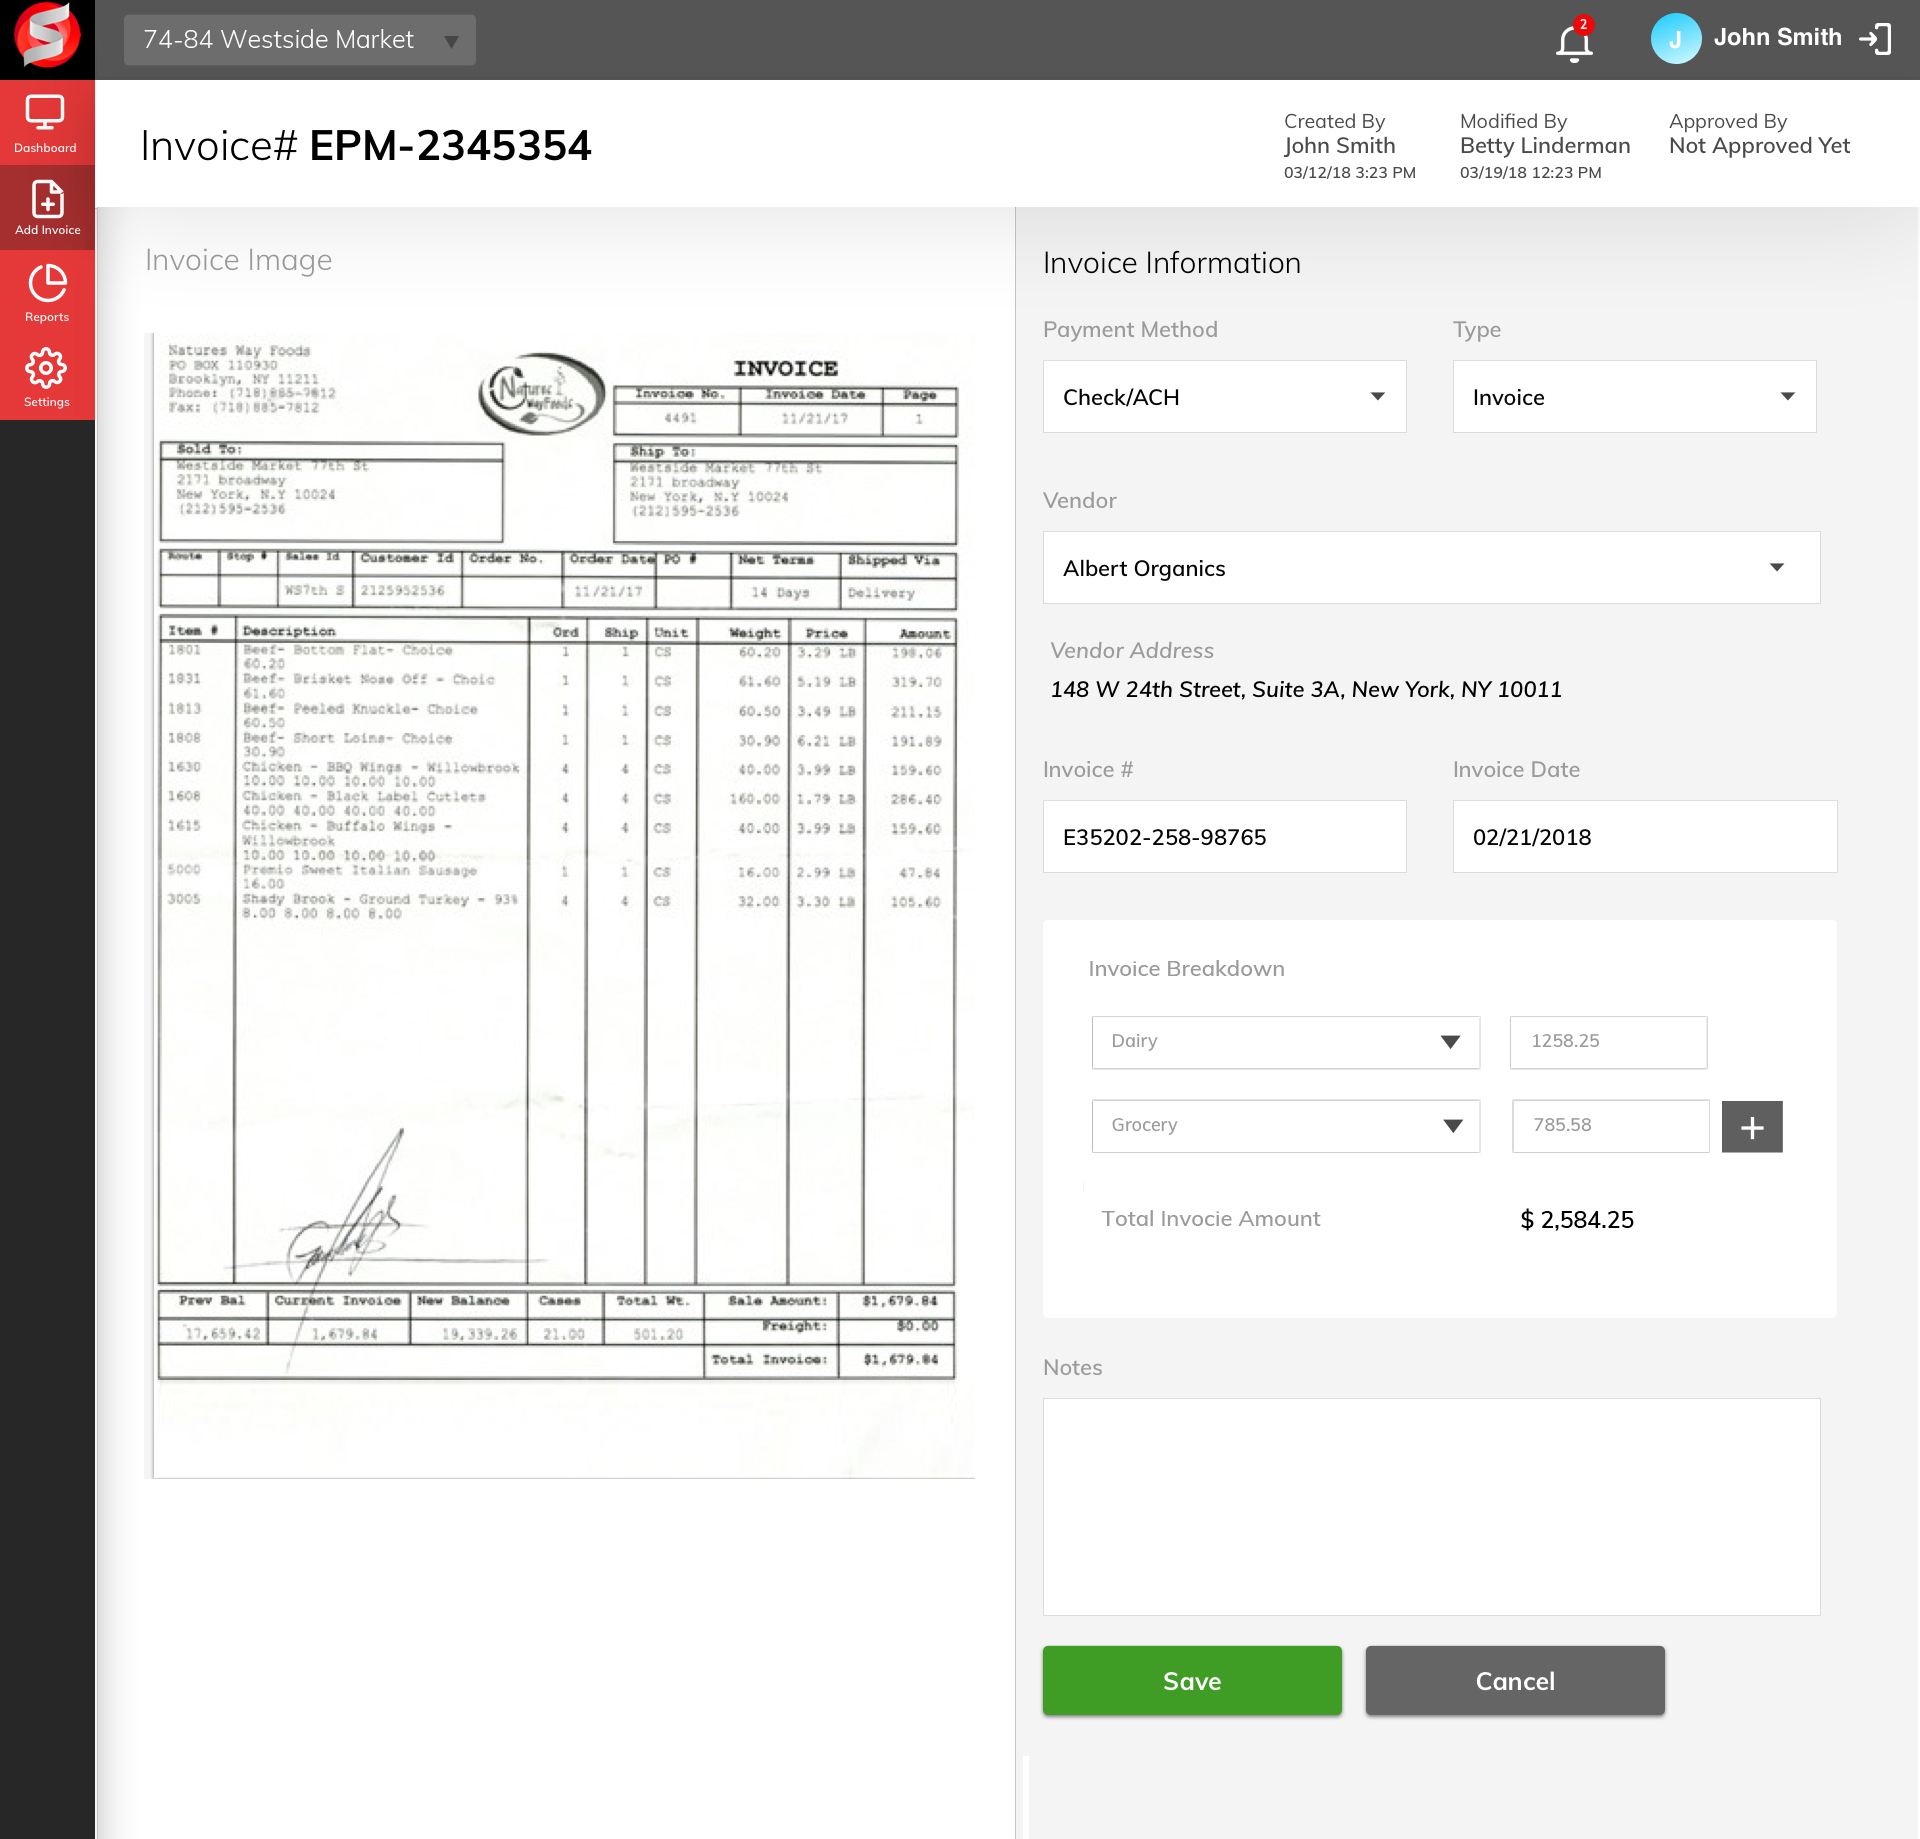 74-84 Westside Market
2
J
John Smith
Dashboard
Add Invoice
Reports
Settings
Invoice# EPM-2345354
Created By
John Smith
03/12/18 3:23 PM
Modified By
Betty Linderman
03/19/18 12:23 PM
Approved By
Not Approved Yet
Invoice Image
Natures Way Foods
PO BOX 110930
Brooklyn, NY 11211
Phone: (718)885-7812
Fax: (718)885-7812
Natures
Way Foods
INVOICE
Invoice No. Invoice Date Page
4491 11/21/17 1
Sold To:
Westside Market 77th St
2171 broadway
New York, N.Y 10024
(212)595-2536
Ship To:
Westside Market 77th St
2171 broadway
New York, N.Y 10024
(212)595-2536
Route Stop # Sales Id Customer Id Order No. Order Date PO # Net Terms Shipped Via
WS7th S 2125952536 11/21/17 14 Days Delivery
Item # Description Ord Ship Unit Weight Price Amount
1801 Beef- Bottom Flat- Choice 1 1 CS 60.20 3.29 LB 198.06
60.20
1831 Beef- Brisket Nose Off - Choic 1 1 CS 61.60 5.19 LB 319.70
61.60
1813 Beef- Peeled Knuckle- Choice 1 1 CS 60.50 3.49 LB 211.15
60.50
1808 Beef- Short Loins- Choice 1 1 CS 30.90 6.21 LB 191.89
30.90
1630 Chicken - BBQ Wings - Willowbrook 4 4 CS 40.00 3.99 LB 159.60
10.00 10.00 10.00 10.00
1608 Chicken - Black Label Cutlets 4 4 CS 160.00 1.79 LB 286.40
40.00 40.00 40.00 40.00
1615 Chicken - Buffalo Wings - 4 4 CS 40.00 3.99 LB 159.60
Willowbrook
10.00 10.00 10.00 10.00
5000 Premio Sweet Italian Sausage 1 1 CS 16.00 2.99 LB 47.84
16.00
3005 Shady Brook - Ground Turkey - 93% 4 4 CS 32.00 3.30 LB 105.60
8.00 8.00 8.00 8.00
Prev Bal Current Invoice New Balance Cases Total Wt. Sale Amount: $1,679.84
17,659.42 1,679.84 19,339.26 21.00 501.20 Freight: $0.00
Total Invoice: $1,679.84
Invoice Information
Payment Method Type
Check/ACH Invoice
Vendor
Albert Organics
Vendor Address
148 W 24th Street, Suite 3A, New York, NY 10011
Invoice # Invoice Date
E35202-258-98765 02/21/2018
Invoice Breakdown
Dairy 1258.25
Grocery 785.58 +
Total Invocie Amount $ 2,584.25
Notes
Save Cancel